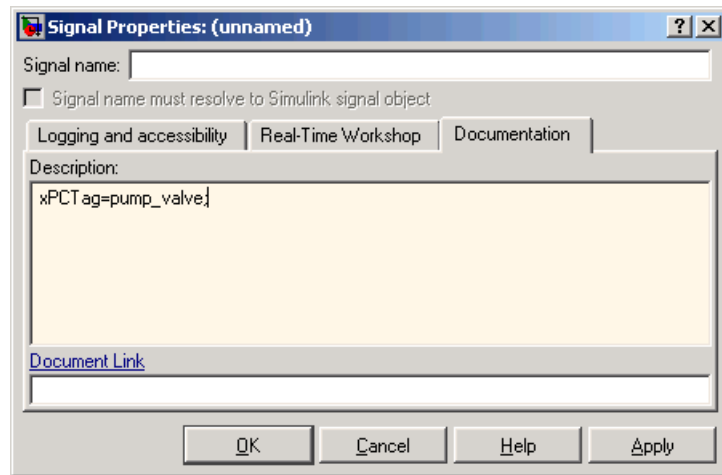 Signal Properties: (unnamed)
Signal name:
Signal name must resolve to Simulink signal object
Logging and accessibility Real-Time Workshop Documentation
Description:
xPCTag=pump_valve;
Document Link
OK Cancel Help Apply